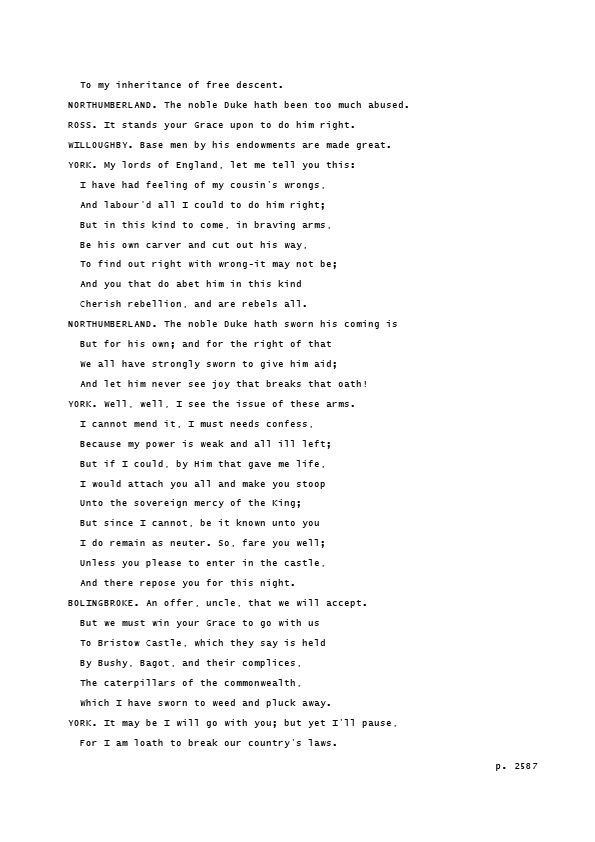 To my inheritance of free descent.
NORTHUMBERLAND. The noble Duke hath been too much abused.
ROSS. It stands your Grace upon to do him right.
WILLOUGHBY. Base men by his endowments are made great.
YORK. My lords of England, let me tell you this:
I have had feeling of my cousin's wrongs,
And labour'd all I could to do him right;
But in this kind to come, in braving arms,
Be his own carver and cut out his way,
To find out right with wrong-it may not be;
And you that do abet him in this kind
Cherish rebellion, and are rebels all.
NORTHUMBERLAND. The noble Duke hath sworn his coming is
But for his own; and for the right of that
We all have strongly sworn to give him aid;
And let him never see joy that breaks that oath!
YORK. Well, well, I see the issue of these arms.
I cannot mend it, I must needs confess,
Because my power is weak and all ill left;
But if I could, by Him that gave me life,
I would attach you all and make you stoop
Unto the sovereign mercy of the King;
But since I cannot, be it known unto you
I do remain as neuter. So, fare you well;
Unless you please to enter in the castle,
And there repose you for this night.
BOLINGBROKE. An offer, uncle, that we will accept.
But we must win your Grace to go with us
To Bristow Castle, which they say is held
By Bushy, Bagot, and their complices,
The caterpillars of the commonwealth,
Which I have sworn to weed and pluck away.
YORK. It may be I will go with you; but yet I'll pause,
For I am loath to break our country's laws.
p. 2587